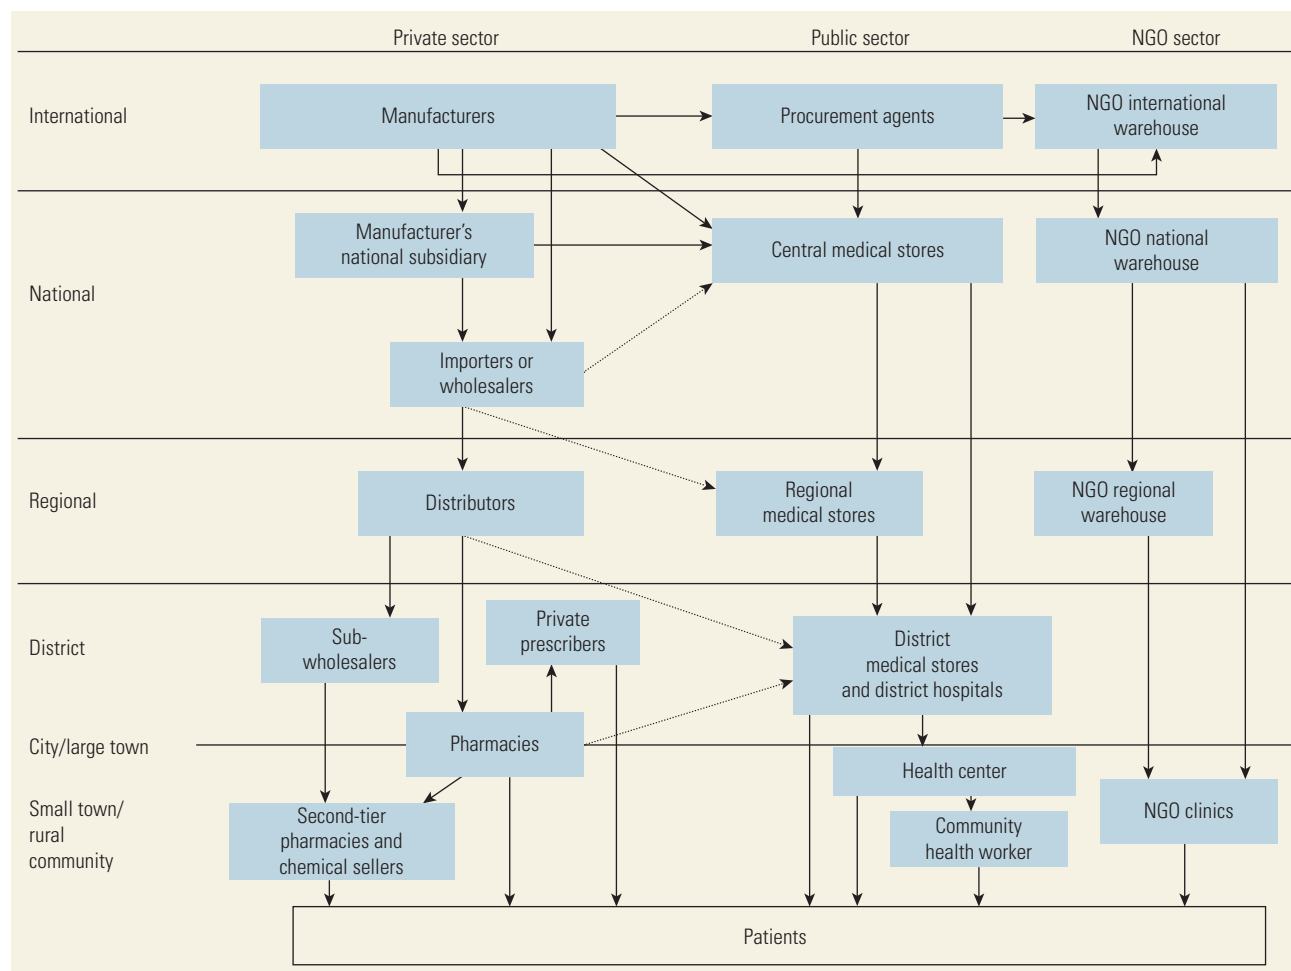 Private sector
Public sector
NGO sector
International
Manufacturers
Procurement agents
NGO international
warehouse
National
Manufacturer's
national subsidiary
Central medical stores
NGO national
warehouse
Importers or
wholesalers
Regional
Distributors
Regional
medical stores
NGO regional
warehouse
District
Sub-
wholesalers
Private
prescribers
District
medical stores
and district hospitals
City/large town
Pharmacies
Health center
Small town/
rural
community
Second-tier
pharmacies and
chemical sellers
Community
health worker
NGO clinics
Patients